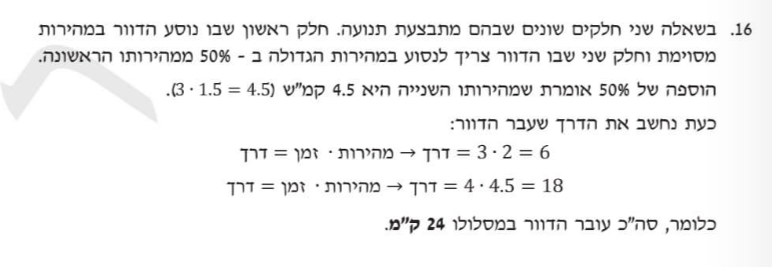 16. בשאלה שני חלקים שונים שבהם מתבצעת תנועה. חלק ראשון שבו נוסע הדוור במהירות
מסוימת וחלק שני שבו הדוור צריך לנסוע במהירות הגדולה ב - 50% ממהירותו הראשונה.
הוספה של 50% אומרת שמהירותו השנייה היא 4.5 קמ"ש (3 · 1.5 = 4.5).
כעת נחשב את הדרך שעבר הדוור:
דרך = זמן · מהירות → דרך = 3 · 2 = 6
דרך = זמן · מהירות → דרך = 4 · 4.5 = 18
כלומר, סה"כ עובר הדוור במסלולו 24 ק"מ.